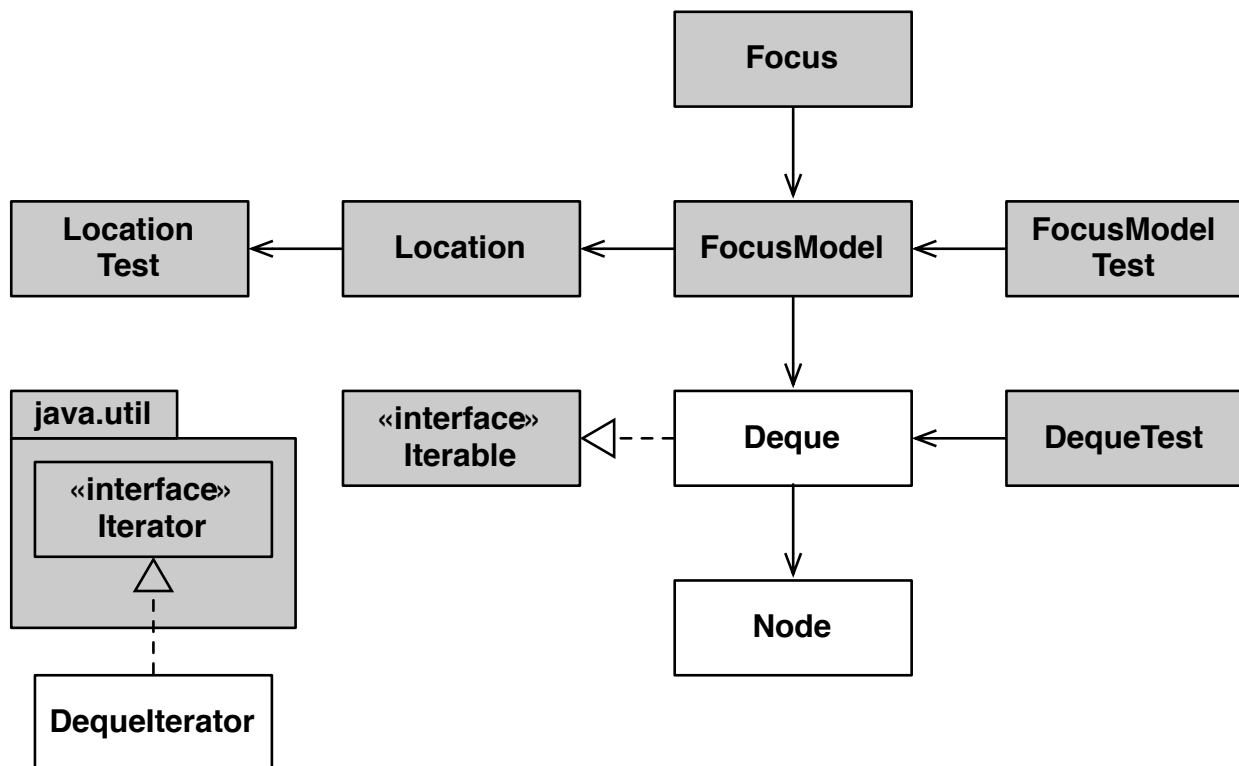 Focus
Location
Test
Location
FocusModel
FocusModel
Test
java.util
«interface»
Iterator
«interface»
Iterable
Deque
DequeTest
Node
DequeIterator